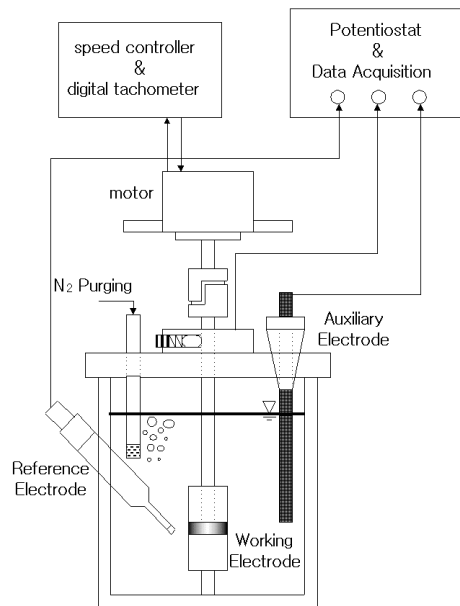 speed controller
&
digital tachometer
Potentiostat
&
Data Acquisition
motor
N₂ Purging
Auxiliary
Electrode
Reference
Electrode
Working
Electrode